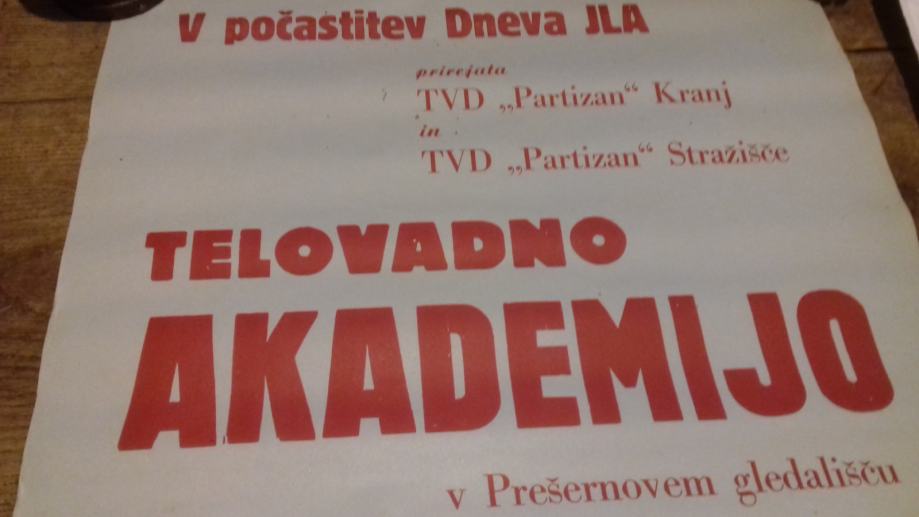 V počastitev Dneva JLA
prirejata
TVD „Partizan“ Kranj
in
TVD „Partizan“ Stražišče
TELOVADNO
AKADEMIJO
v Prešernovem gledališču